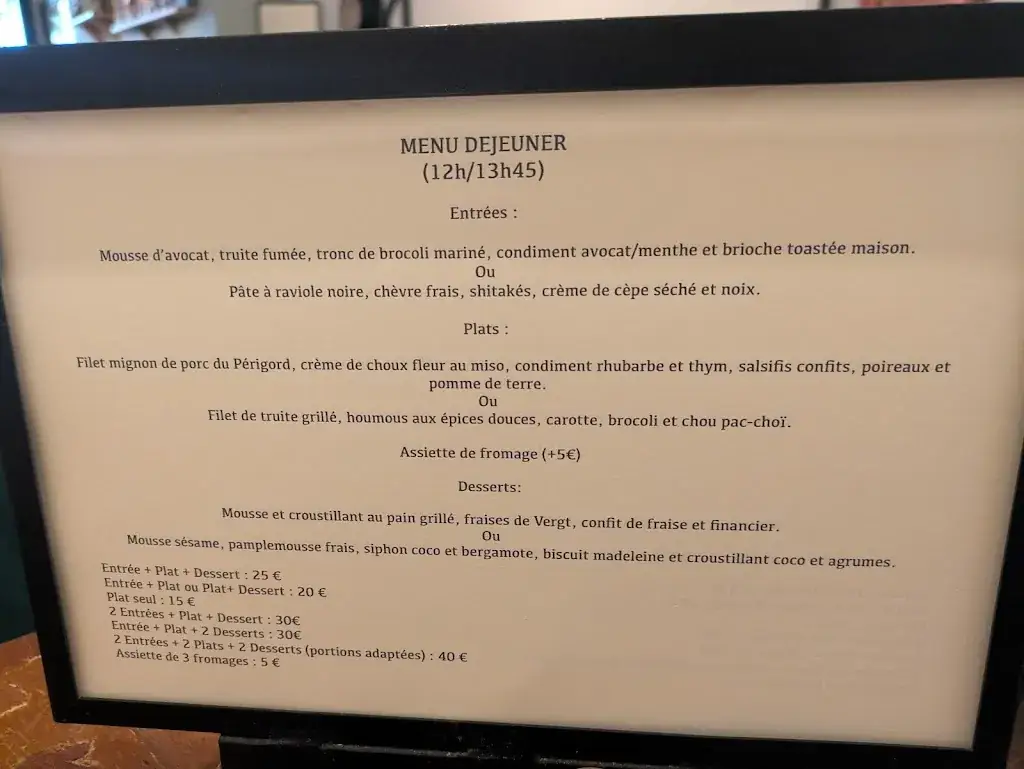 MENU DEJEUNER
(12h/13h45)
Entrées :
Mousse d'avocat, truite fumée, tronc de brocoli mariné, condiment avocat/menthe et brioche toastée maison.
Ou
Pâte à raviole noire, chèvre frais, shitakés, crème de cèpe séché et noix.
Plats :
Filet mignon de porc du Périgord, crème de choux fleur au miso, condiment rhubarbe et thym, salsifis confits, poireaux et
pomme de terre.
Ou
Filet de truite grillé, houmous aux épices douces, carotte, brocoli et chou pac-choï.
Assiette de fromage (+5€)
Desserts:
Mousse et croustillant au pain grillé, fraises de Vergt, confit de fraise et financier.
Ou
Mousse sésame, pamplemousse frais, siphon coco et bergamote, biscuit madeleine et croustillant coco et agrumes.
Entrée + Plat + Dessert : 25 €
Entrée + Plat ou Plat+ Dessert : 20 €
Plat seul : 15 €
2 Entrées + Plat + Dessert : 30€
Entrée + Plat + 2 Desserts : 30€
2 Entrées + 2 Plats + 2 Desserts (portions adaptées) : 40 €
Assiette de 3 fromages : 5 €